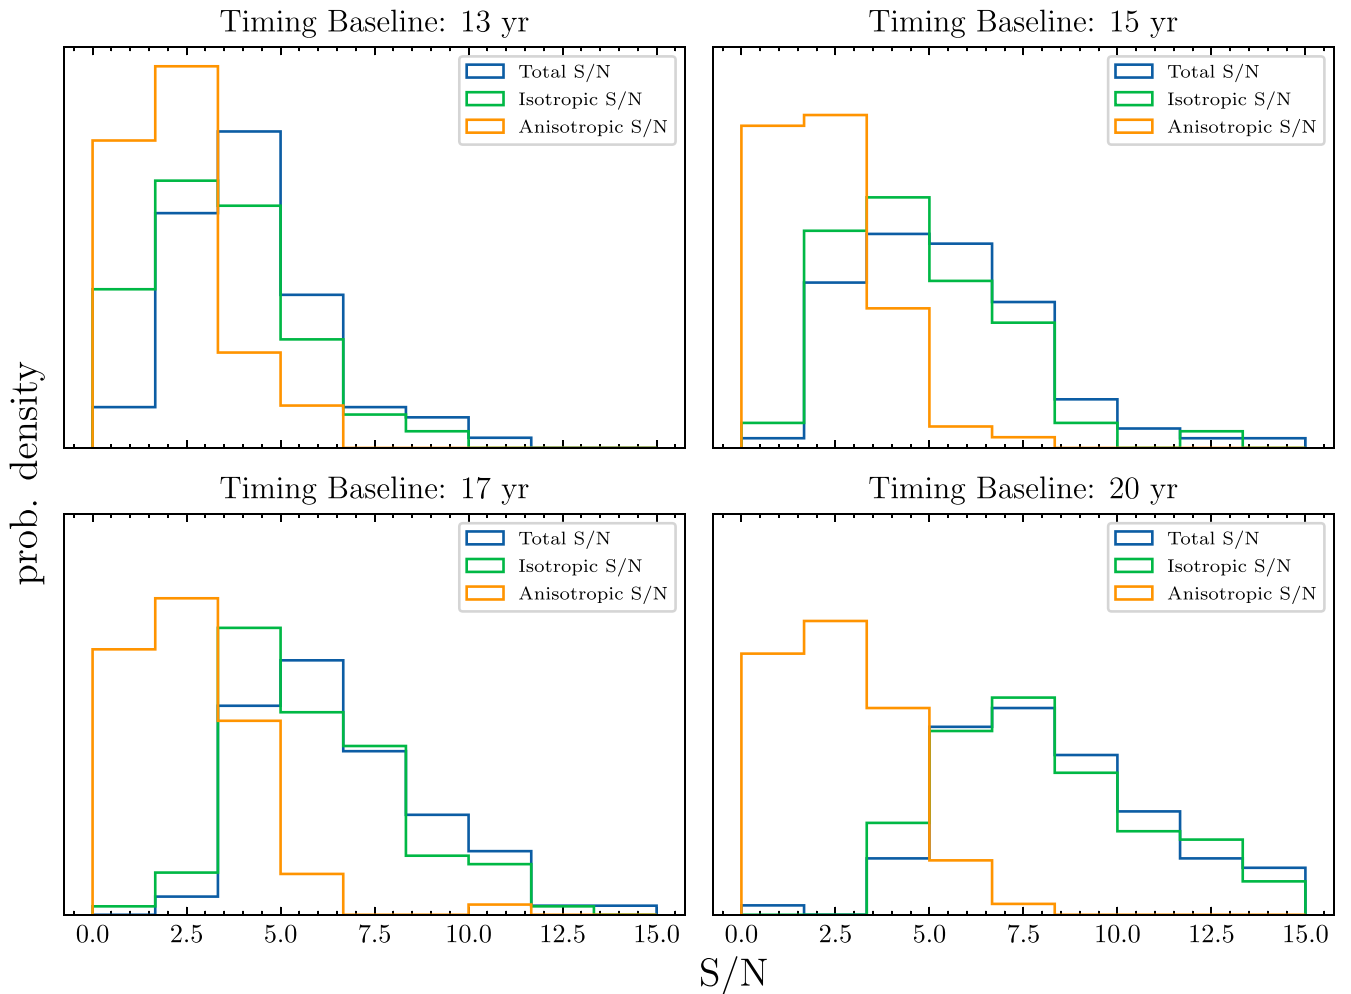 Timing Baseline: 13 yr
Total S/N
Isotropic S/N
Anisotropic S/N
Timing Baseline: 15 yr
Total S/N
Isotropic S/N
Anisotropic S/N
prob. density
Timing Baseline: 17 yr
Total S/N
Isotropic S/N
Anisotropic S/N
0.0 2.5 5.0 7.5 10.0 12.5 15.0
Timing Baseline: 20 yr
Total S/N
Isotropic S/N
Anisotropic S/N
0.0 2.5 5.0 7.5 10.0 12.5 15.0
S/N